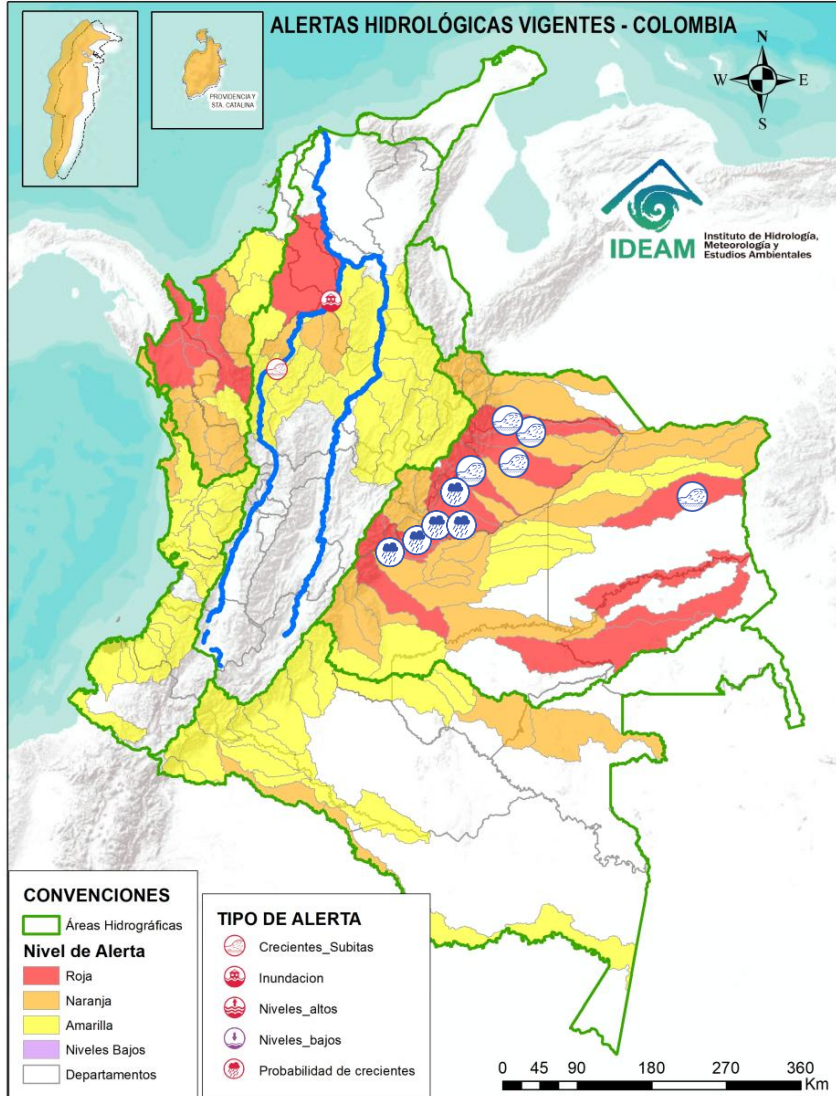 ALERTAS HIDROLÓGICAS VIGENTES - COLOMBIA
PROVIDENCIA Y
STA. CATALINA
N
W
E
S
IDEAM
Instituto de Hidrología,
Meteorología y
Estudios Ambientales
CONVENCIONES
Áreas Hidrográficas
Nivel de Alerta
Roja
Naranja
Amarilla
Niveles Bajos
Departamentos
TIPO DE ALERTA
Crecientes_Subitas
Inundacion
Niveles_altos
Niveles_bajos
Probabilidad de crecientes
0 45 90 180 270 360
Km